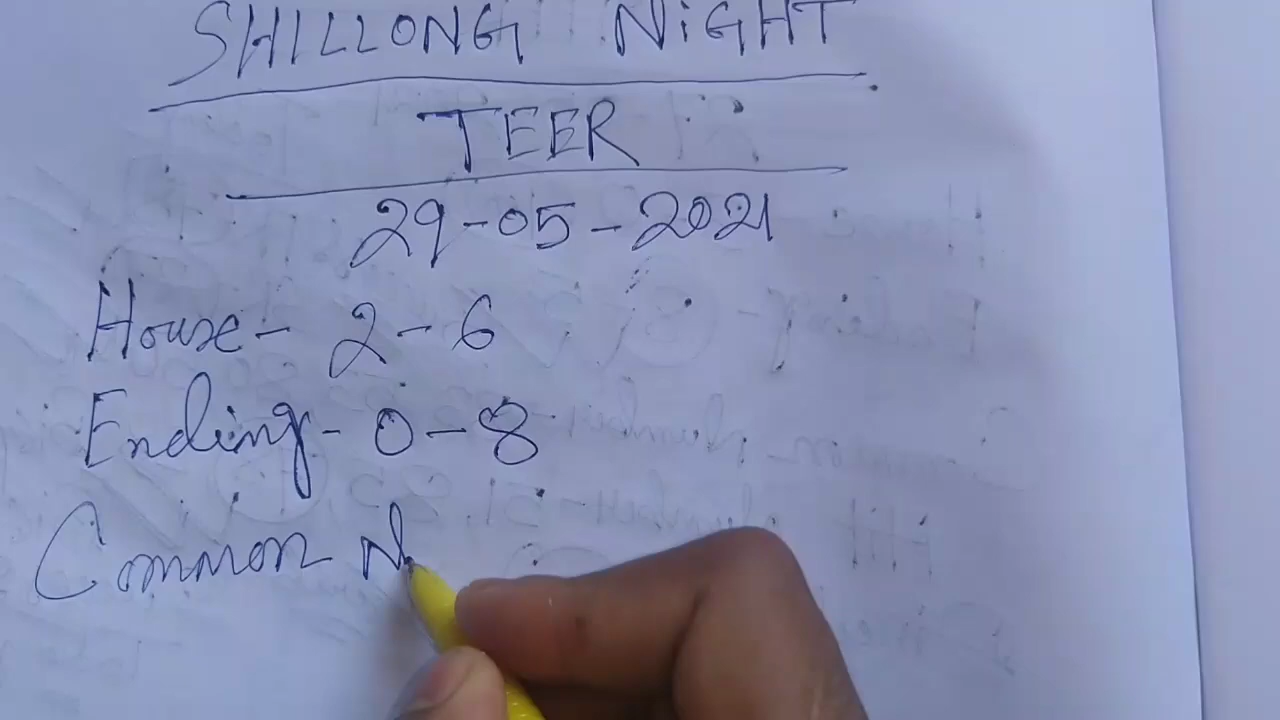 SHILLONG NiGHT
TEER
29-05-2021
House- 2-6
Ending- 0-8
Common N